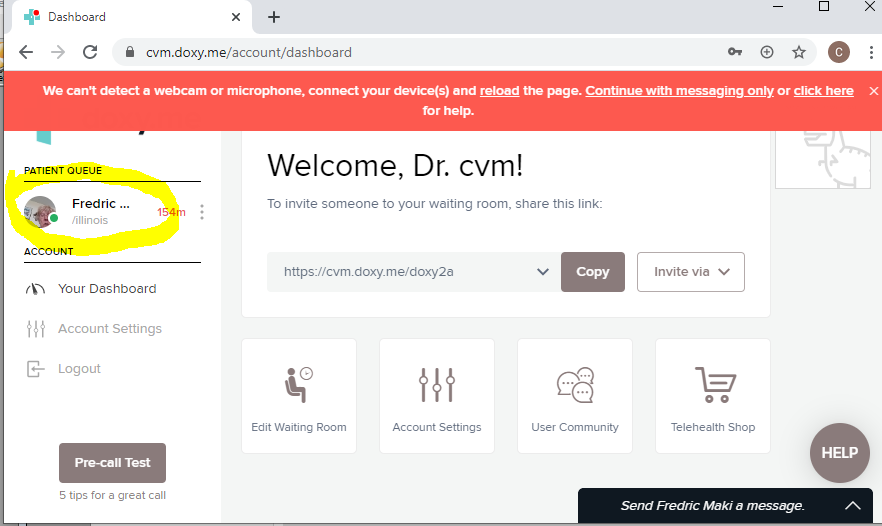 Dashboard
cvm.doxy.me/account/dashboard
C
We can't detect a webcam or microphone, connect your device(s) and reload the page. Continue with messaging only or click here
for help.
PATIENT QUEUE
Fredric ...
/illinois
154m
ACCOUNT
Your Dashboard
Account Settings
Logout
Pre-call Test
5 tips for a great call
Welcome, Dr. cvm!
To invite someone to your waiting room, share this link:
https://cvm.doxy.me/doxy2a
Copy
Invite via
Edit Waiting Room
Account Settings
User Community
Telehealth Shop
HELP
Send Fredric Maki a message.